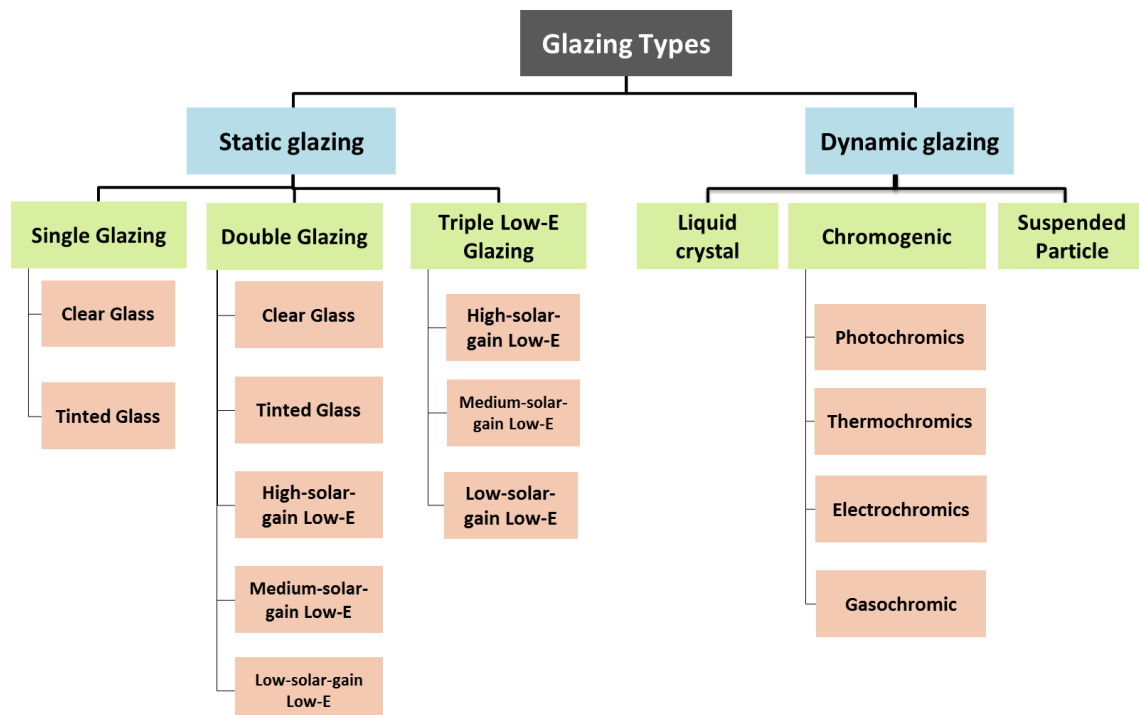 Glazing Types
Static glazing
Dynamic glazing
Single Glazing
Double Glazing
Triple Low-E
Glazing
Liquid
crystal
Chromogenic
Suspended
Particle
Clear Glass
Tinted Glass
Clear Glass
Tinted Glass
High-solar-
gain Low-E
Medium-solar-
gain Low-E
Low-solar-gain
Low-E
High-solar-
gain Low-E
Medium-solar-
gain Low-E
Low-solar-
gain Low-E
Photochromics
Thermochromics
Electrochromics
Gasochromic